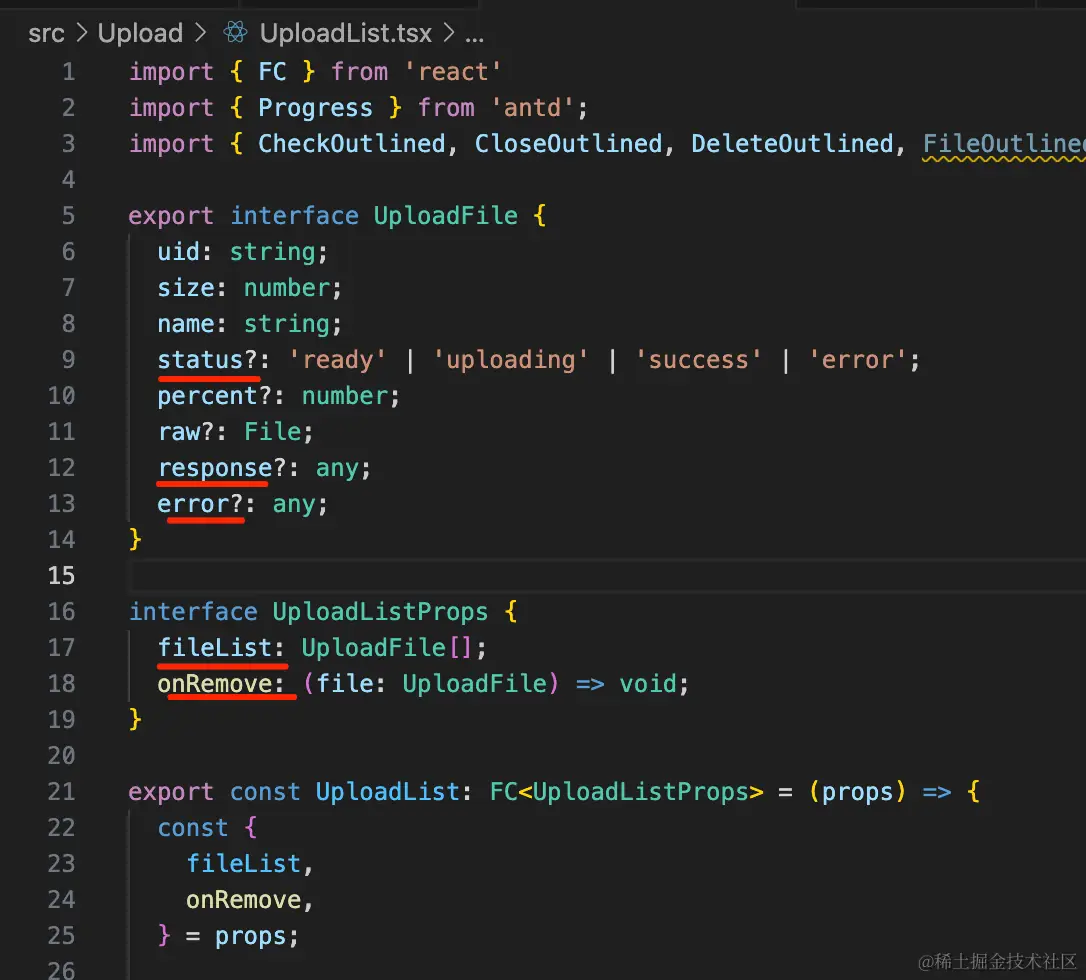 src > Upload > UploadList.tsx > ...
1 import { FC } from 'react'
2 import { Progress } from 'antd';
3 import { CheckOutlined, CloseOutlined, DeleteOutlined, FileOutlined
4
5 export interface UploadFile {
6   uid: string;
7   size: number;
8   name: string;
9   status?: 'ready' | 'uploading' | 'success' | 'error';
10   percent?: number;
11   raw?: File;
12   response?: any;
13   error?: any;
14 }
15
16 interface UploadListProps {
17   fileList: UploadFile[];
18   onRemove: (file: UploadFile) => void;
19 }
20
21 export const UploadList: FC<UploadListProps> = (props) => {
22   const {
23     fileList,
24     onRemove,
25   } = props;
26
@稀土掘金技术社区